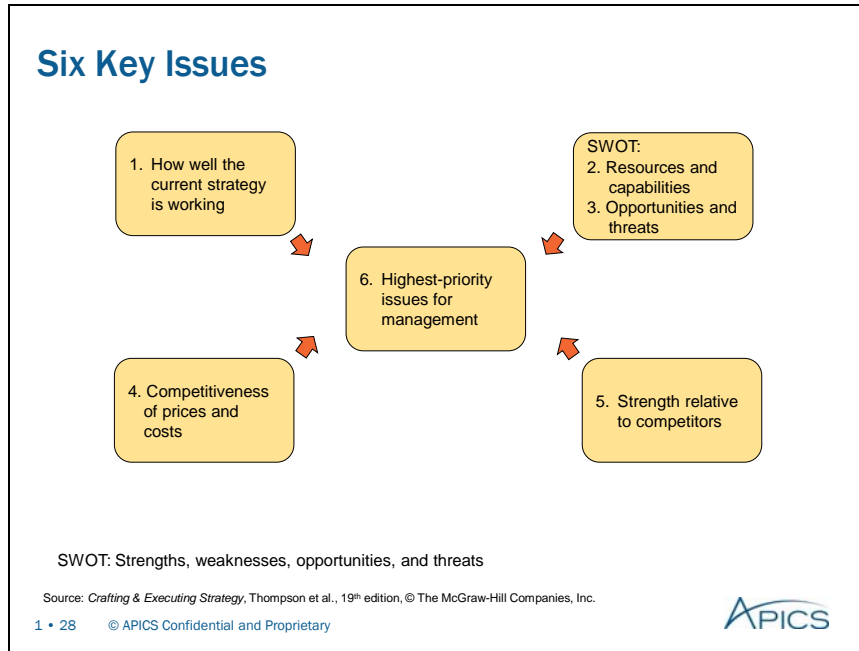 Six Key Issues
1. How well the
current strategy
is working
SWOT:
2. Resources and
capabilities
3. Opportunities and
threats
6. Highest-priority
issues for
management
4. Competitiveness
of prices and
costs
5. Strength relative
to competitors
SWOT: Strengths, weaknesses, opportunities, and threats
Source: Crafting & Executing Strategy, Thompson et al., 19th edition, © The McGraw-Hill Companies, Inc.
1 • 28 © APICS Confidential and Proprietary
APICS